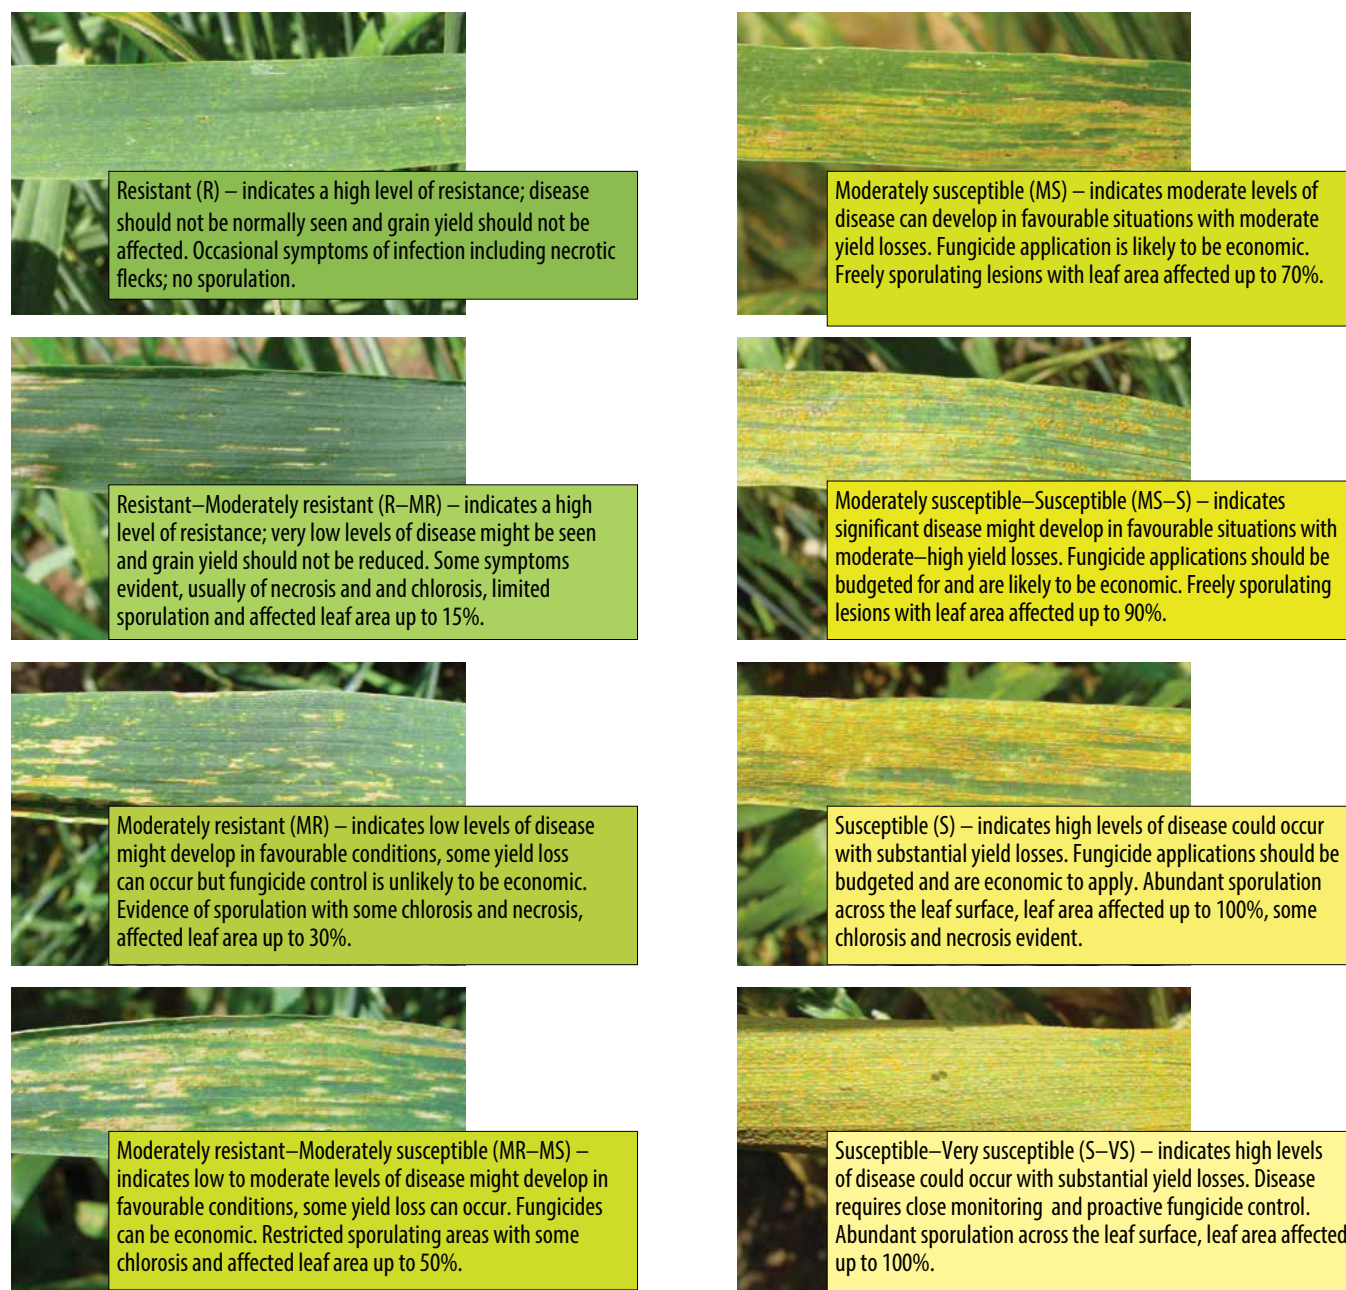 Resistant (R) – indicates a high level of resistance; disease
should not be normally seen and grain yield should not be
affected. Occasional symptoms of infection including necrotic
flecks; no sporulation.
Resistant–Moderately resistant (R–MR) – indicates a high
level of resistance; very low levels of disease might be seen
and grain yield should not be reduced. Some symptoms
evident, usually of necrosis and and chlorosis, limited
sporulation and affected leaf area up to 15%.
Moderately resistant (MR) – indicates low levels of disease
might develop in favourable conditions, some yield loss
can occur but fungicide control is unlikely to be economic.
Evidence of sporulation with some chlorosis and necrosis,
affected leaf area up to 30%.
Moderately resistant–Moderately susceptible (MR–MS) –
indicates low to moderate levels of disease might develop in
favourable conditions, some yield loss can occur. Fungicides
can be economic. Restricted sporulating areas with some
chlorosis and affected leaf area up to 50%.
Moderately susceptible (MS) – indicates moderate levels of
disease can develop in favourable situations with moderate
yield losses. Fungicide application is likely to be economic.
Freely sporulating lesions with leaf area affected up to 70%.
Moderately susceptible–Susceptible (MS–S) – indicates
significant disease might develop in favourable situations with
moderate–high yield losses. Fungicide applications should be
budgeted for and are likely to be economic. Freely sporulating
lesions with leaf area affected up to 90%.
Susceptible (S) – indicates high levels of disease could occur
with substantial yield losses. Fungicide applications should be
budgeted and are economic to apply. Abundant sporulation
across the leaf surface, leaf area affected up to 100%, some
chlorosis and necrosis evident.
Susceptible–Very susceptible (S–VS) – indicates high levels
of disease could occur with substantial yield losses. Disease
requires close monitoring and proactive fungicide control.
Abundant sporulation across the leaf surface, leaf area affected
up to 100%.